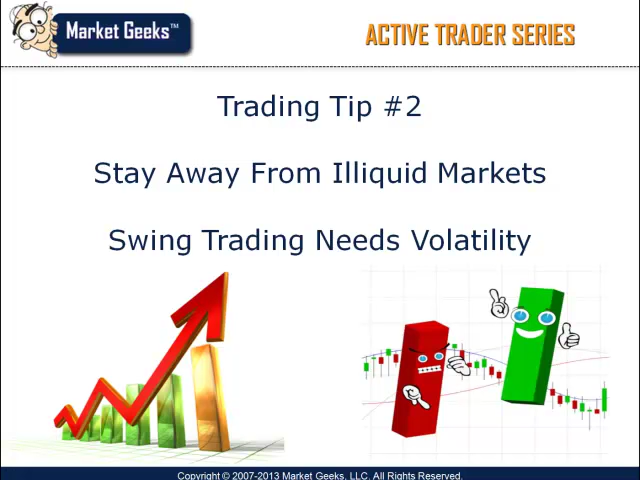 Market Geeks™
ACTIVE TRADER SERIES
Trading Tip #2
Stay Away From Illiquid Markets
Swing Trading Needs Volatility
Copyright © 2007-2013 Market Geeks, LLC. All Rights Reserved.